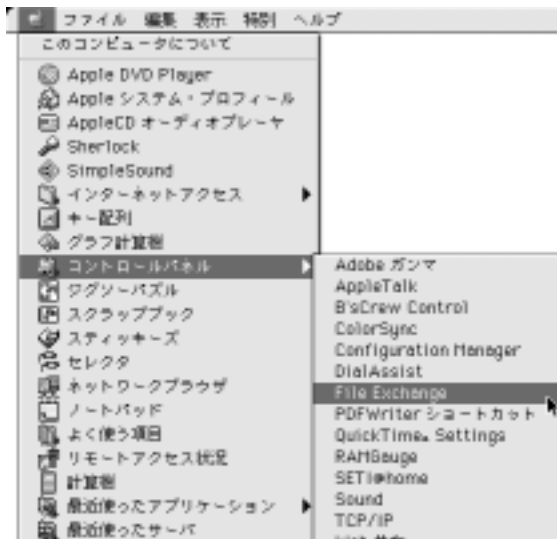 ファイル 編集 表示 特別 ヘルプ
このコンピュータについて
Apple DVD Player
Apple システム・プロフィール
AppleCD オーディオプレーヤ
Sherlock
SimpleSound
インターネットアクセス
キー配列
グラフ計算機
コントロールパネル
ジグソーパズル
スクラップブック
スティッキーズ
セレクタ
ネットワークブラウザ
ノートパッド
よく使う項目
リモートアクセス状況
計算機
最近使ったアプリケーション
最近使ったサーバ
Adobe ガンマ
AppleTalk
B'sCrew Control
ColorSync
Configuration Manager
DialAssist
File Exchange
PDFWriter ショートカット
QuickTime™ Settings
RAMGauge
SETI@home
Sound
TCP/IP